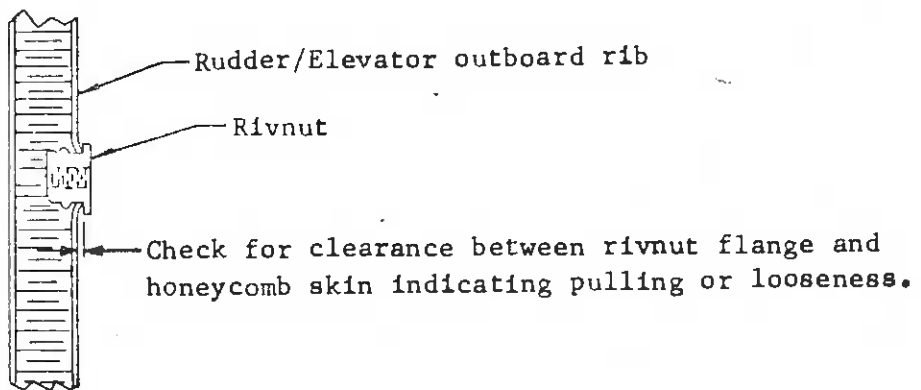 Rudder/Elevator outboard rib
Rivnut
Check for clearance between rivnut flange and
honeycomb skin indicating pulling or looseness.